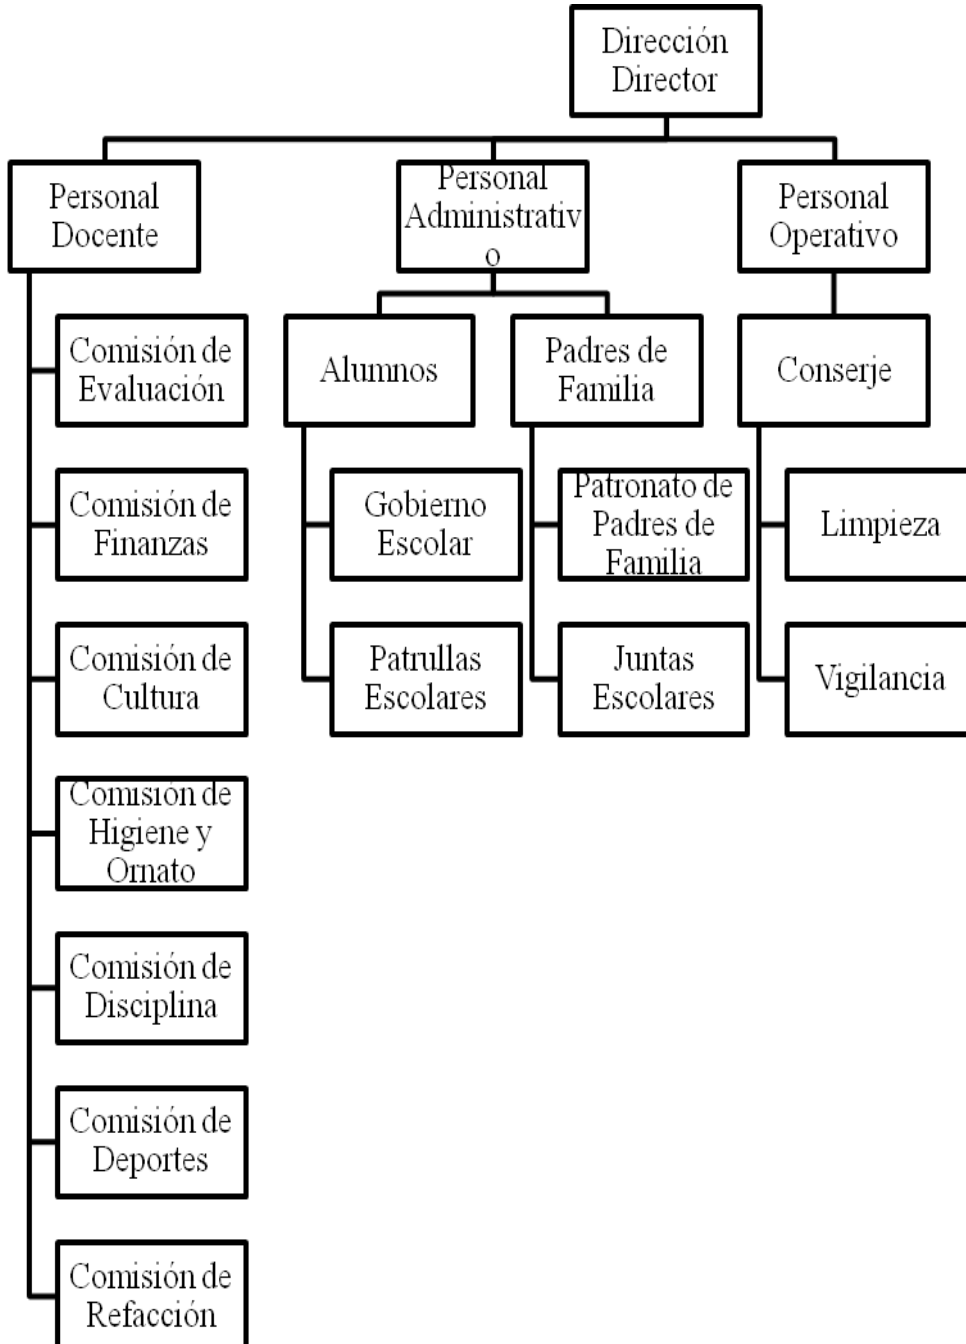 Dirección
Director
Personal
Docente
Personal
Administrativ
o
Personal
Operativo
Comisión de
Evaluación
Comisión de
Finanzas
Comisión de
Cultura
Comisión de
Higiene y
Ornato
Comisión de
Disciplina
Comisión de
Deportes
Comisión de
Refacción
Alumnos
Gobierno
Escolar
Patrullas
Escolares
Padres de
Familia
Patronato de
Padres de
Familia
Juntas
Escolares
Conserje
Limpieza
Vigilancia